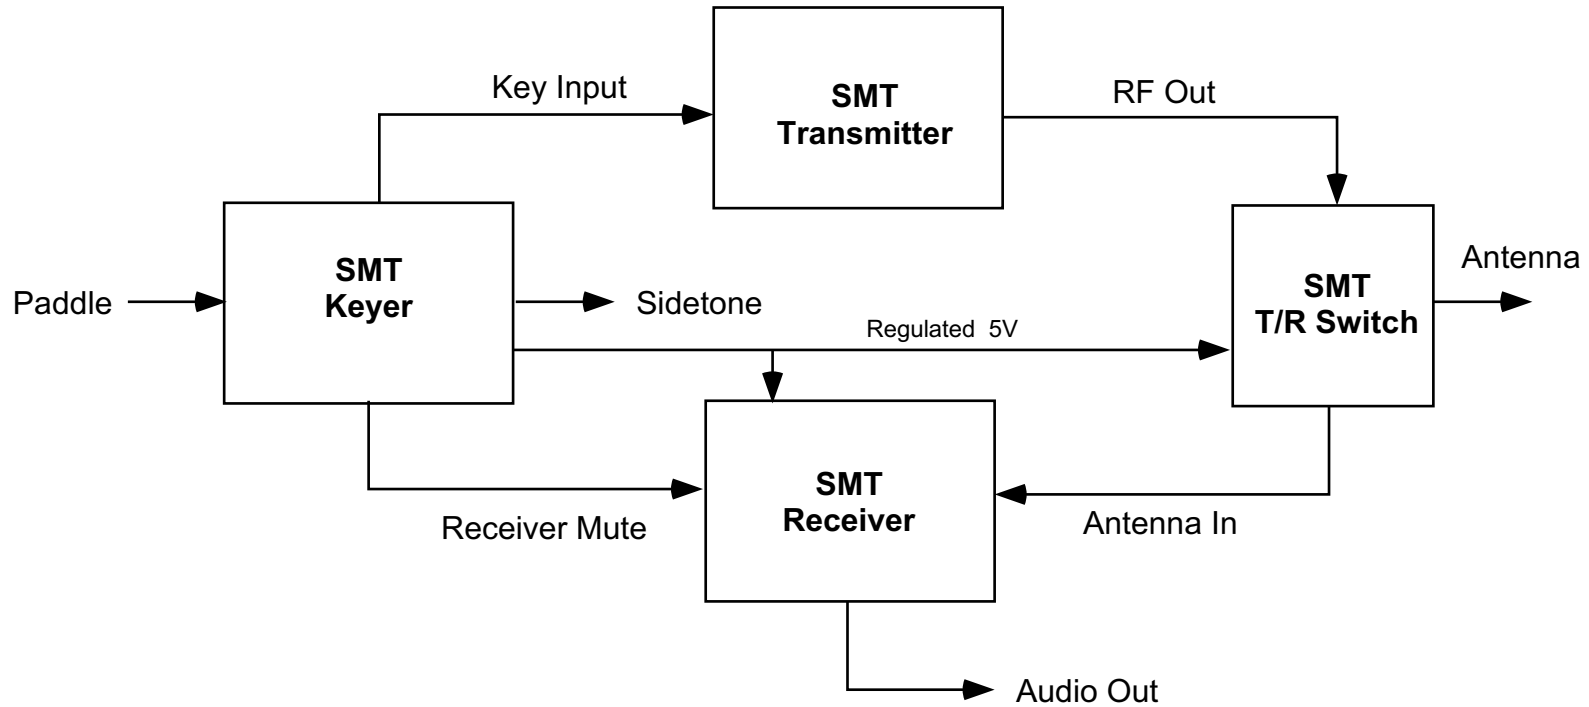 Key Input
SMT
Transmitter
RF Out
Paddle
SMT
Keyer
Sidetone
Regulated 5V
SMT
T/R Switch
Antenna
Receiver Mute
SMT
Receiver
Antenna In
Audio Out